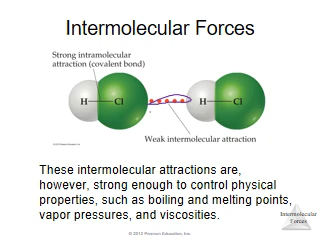 Intermolecular Forces
Strong intramolecular
attraction (covalent bond)
H Cl H Cl
Weak intermolecular attraction
These intermolecular attractions are,
however, strong enough to control physical
properties, such as boiling and melting points,
vapor pressures, and viscosities.
Intermolecular
Forces
© 2012 Pearson Education, Inc.